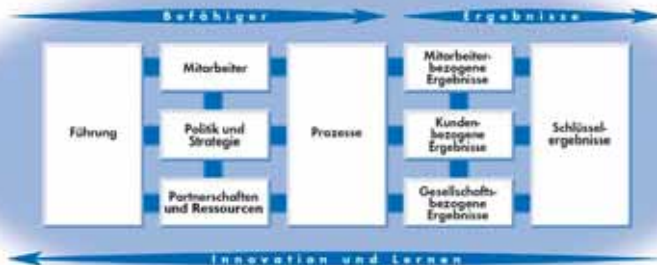 Befähiger
Ergebnisse
Führung
Mitarbeiter
Politik und
Strategie
Partnerschaften
und Ressourcen
Prozesse
Mitarbeiter-
bezogene
Ergebnisse
Kunden-
bezogene
Ergebnisse
Gesellschafts-
bezogene
Ergebnisse
Schlüssel-
ergebnisse
Innovation und Lernen